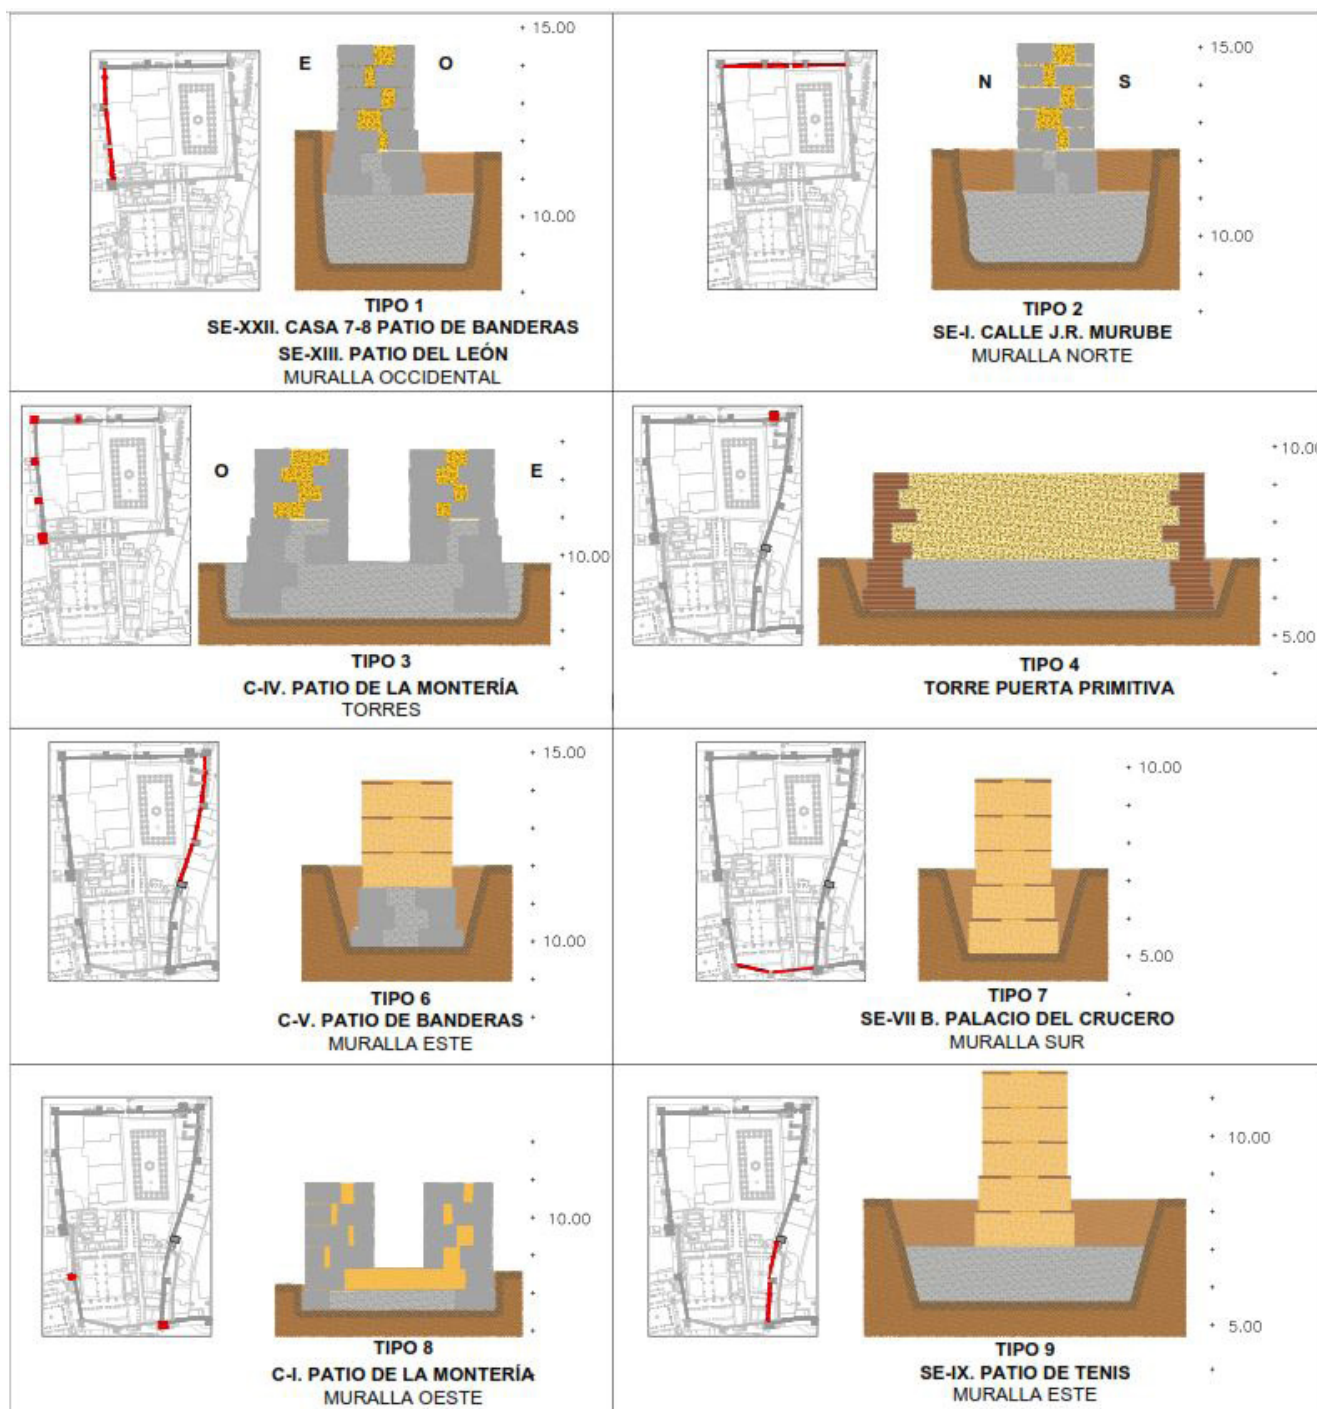 15.00
E O
10.00
TIPO 1
SE-XXII. CASA 7-8 PATIO DE BANDERAS
SE-XIII. PATIO DEL LEÓN
MURALLA OCCIDENTAL
15.00
N S
10.00
TIPO 2
SE-I. CALLE J.R. MURUBE
MURALLA NORTE
O E
10.00
TIPO 3
C-IV. PATIO DE LA MONTERÍA
TORRES
10.00
5.00
TIPO 4
TORRE PUERTA PRIMITIVA
15.00
10.00
TIPO 6
C-V. PATIO DE BANDERAS
MURALLA ESTE
10.00
5.00
TIPO 7
SE-VII B. PALACIO DEL CRUCERO
MURALLA SUR
10.00
TIPO 8
C-I. PATIO DE LA MONTERÍA
MURALLA OESTE
10.00
5.00
TIPO 9
SE-IX. PATIO DE TENIS
MURALLA ESTE